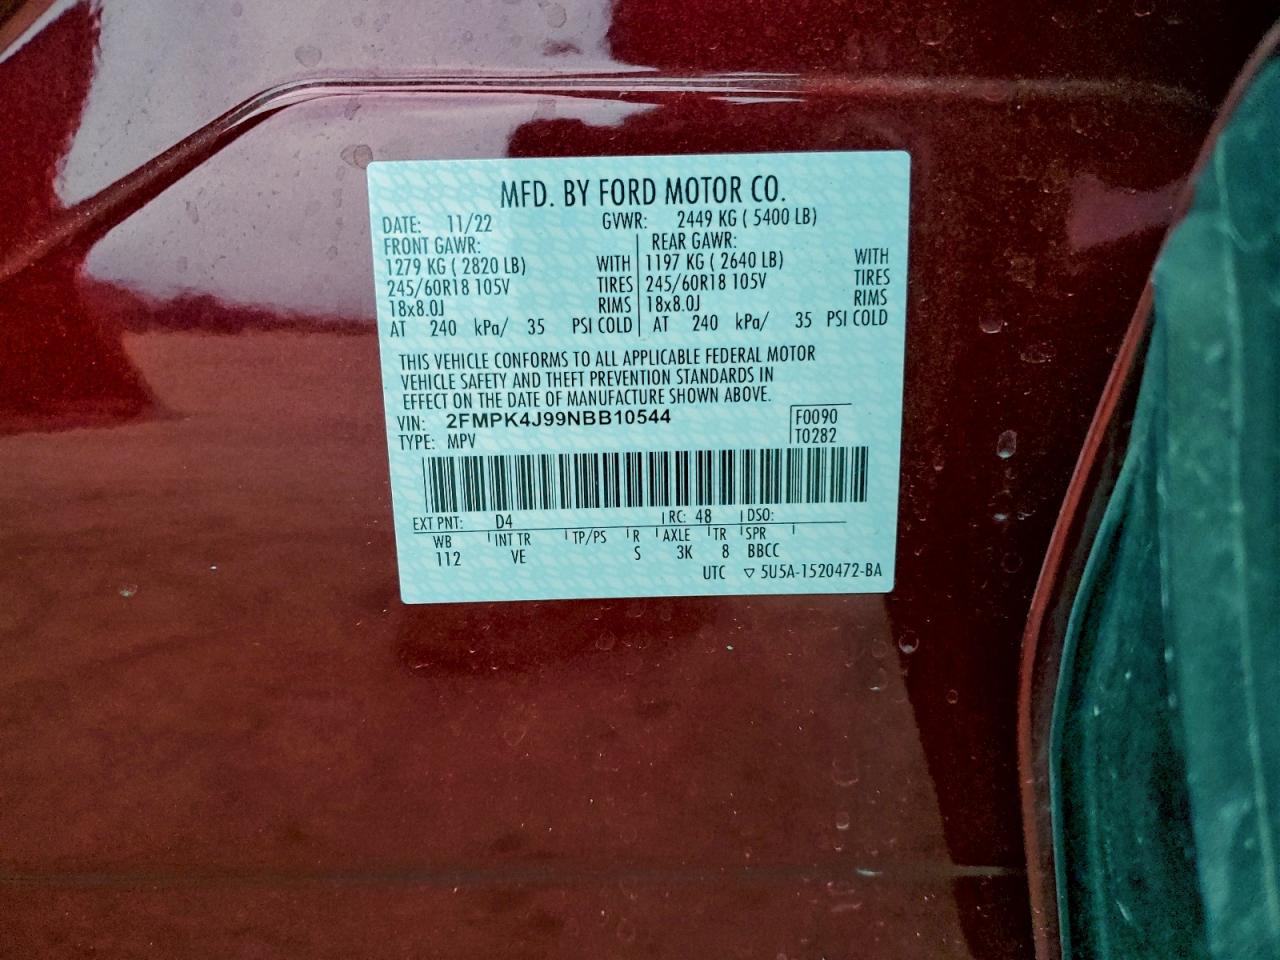 MFD. BY FORD MOTOR CO.
DATE: 11/22 GVWR: 2449 KG ( 5400 LB)
FRONT GAWR: REAR GAWR:
1279 KG ( 2820 LB) WITH 1197 KG ( 2640 LB) WITH
245/60R18 105V TIRES 245/60R18 105V TIRES
18x8.0J RIMS 18x8.0J RIMS
AT 240 kPa/ 35 PSI COLD AT 240 kPa/ 35 PSI COLD
THIS VEHICLE CONFORMS TO ALL APPLICABLE FEDERAL MOTOR
VEHICLE SAFETY AND THEFT PREVENTION STANDARDS IN
EFFECT ON THE DATE OF MANUFACTURE SHOWN ABOVE.
VIN: 2FMPK4J99NBB10544 F0090
TYPE: MPV T0282
EXT PNT: D4 RC: 48 DSO:
WB INT TR TP/PS R AXLE TR SPR
112 VE S 3K 8 BBCC
UTC ▽ 5U5A-1520472-BA